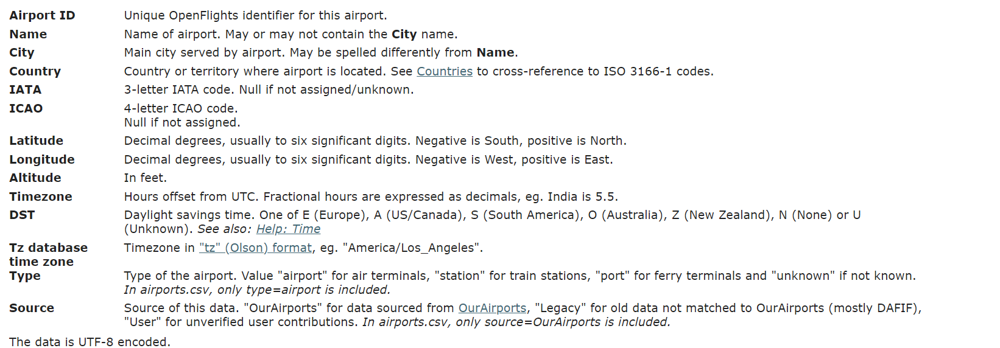 Airport ID Unique OpenFlights identifier for this airport.
Name Name of airport. May or may not contain the City name.
City Main city served by airport. May be spelled differently from Name.
Country Country or territory where airport is located. See Countries to cross-reference to ISO 3166-1 codes.
IATA 3-letter IATA code. Null if not assigned/unknown.
ICAO 4-letter ICAO code.
Null if not assigned.
Latitude Decimal degrees, usually to six significant digits. Negative is South, positive is North.
Longitude Decimal degrees, usually to six significant digits. Negative is West, positive is East.
Altitude In feet.
Timezone Hours offset from UTC. Fractional hours are expressed as decimals, eg. India is 5.5.
DST Daylight savings time. One of E (Europe), A (US/Canada), S (South America), O (Australia), Z (New Zealand), N (None) or U
(Unknown). See also: Help: Time
Tz database Timezone in "tz" (Olson) format, eg. "America/Los_Angeles".
time zone
Type Type of the airport. Value "airport" for air terminals, "station" for train stations, "port" for ferry terminals and "unknown" if not known.
In airports.csv, only type=airport is included.
Source Source of this data. "OurAirports" for data sourced from OurAirports, "Legacy" for old data not matched to OurAirports (mostly DAFIF),
"User" for unverified user contributions. In airports.csv, only source=OurAirports is included.
The data is UTF-8 encoded.